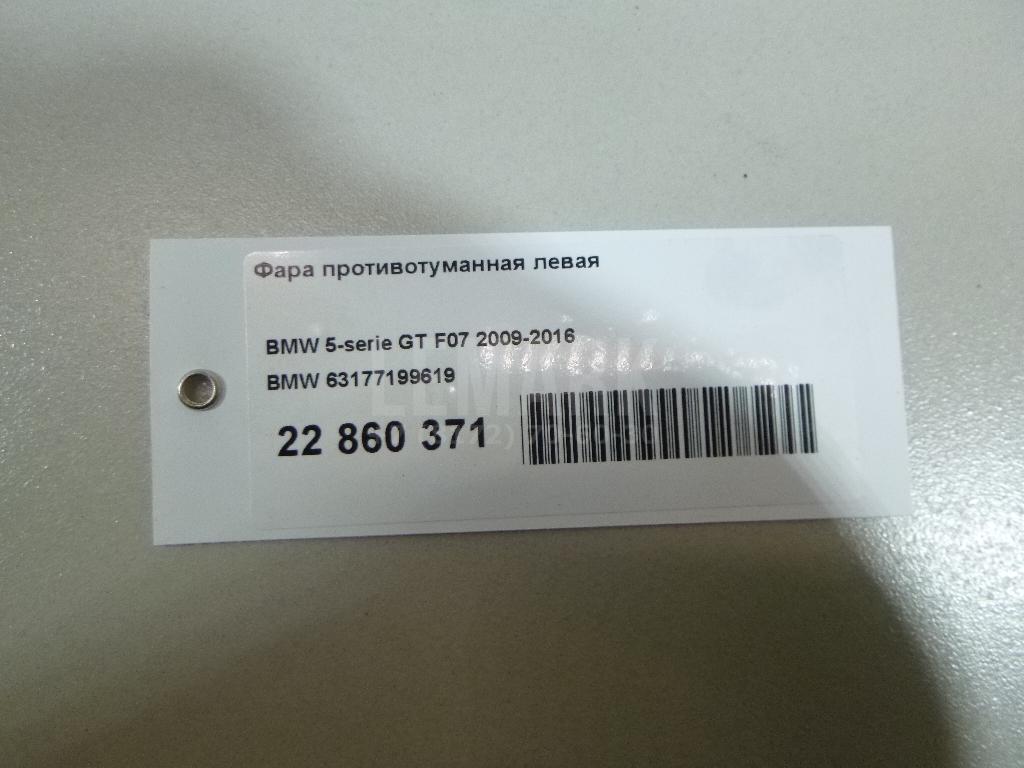 Фара противотуманная левая
BMW 5-serie GT F07 2009-2016
BMW 63177199619
22 860 371